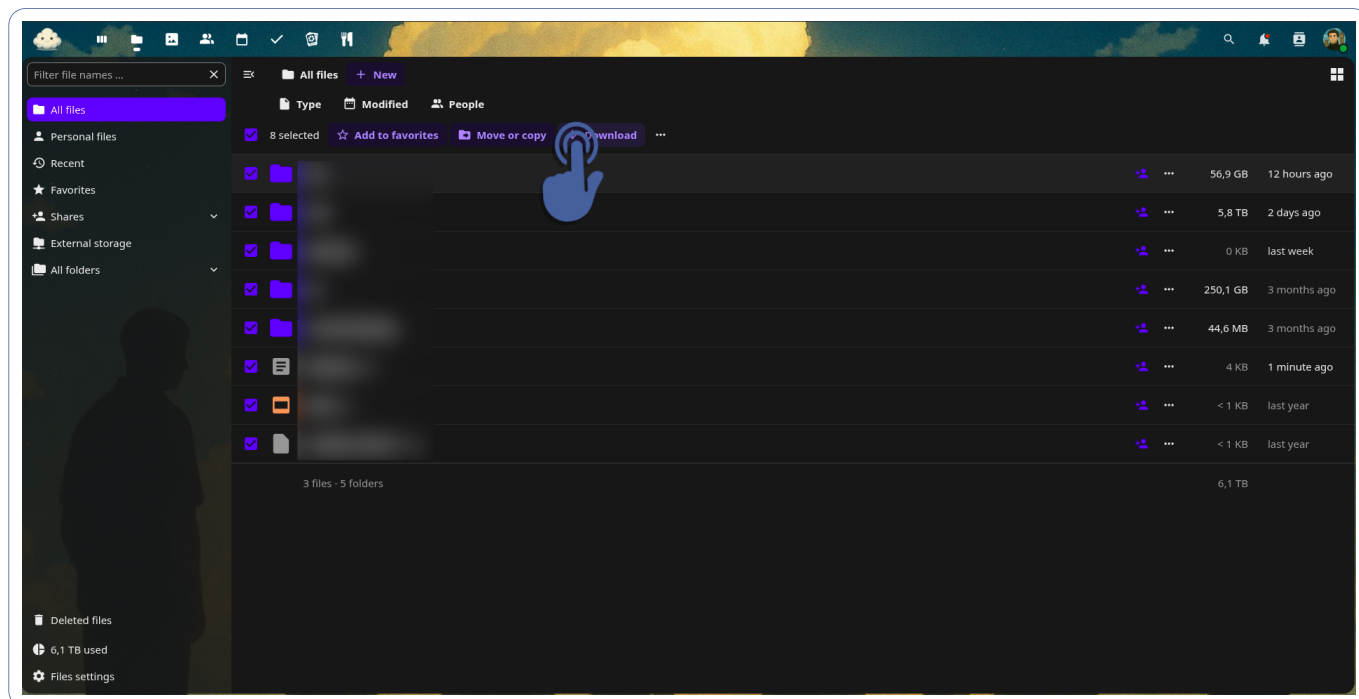 Filter file names ...
All files
Personal files
Recent
Favorites
Shares
External storage
All folders
Deleted files
6,1 TB used
Files settings
All files + New
Type Modified People
8 selected Add to favorites Move or copy Download
56,9 GB 12 hours ago
5,8 TB 2 days ago
0 KB last week
250,1 GB 3 months ago
44,6 MB 3 months ago
4 KB 1 minute ago
< 1 KB last year
< 1 KB last year
3 files · 5 folders 6,1 TB